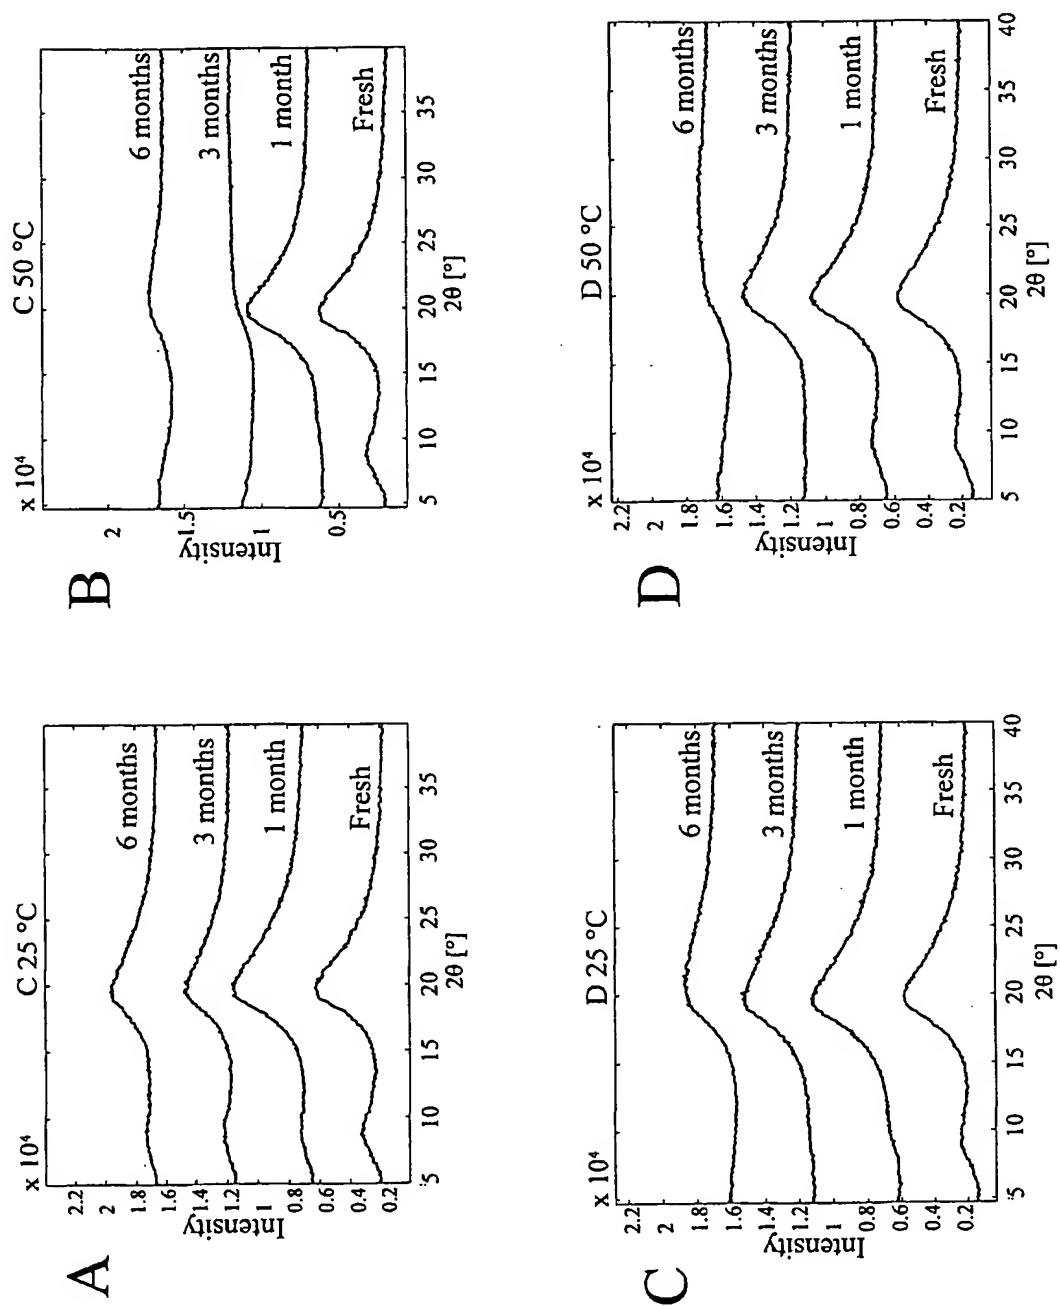 A
C 25 °C
x 10⁴
2.2
2
1.8
1.6
1.4
1.2
1
0.8
0.6
0.4
0.2
Intensity
6 months
3 months
1 month
Fresh
5 10 15 20 25 30 35
2θ [°]
B
C 50 °C
x 10⁴
2
1.5
1
0.5
Intensity
6 months
3 months
1 month
Fresh
5 10 15 20 25 30 35
2θ [°]
C
D 25 °C
x 10⁴
2.2
2
1.8
1.6
1.4
1.2
1
0.8
0.6
0.4
0.2
Intensity
6 months
3 months
1 month
Fresh
5 10 15 20 25 30 35 40
2θ [°]
D
D 50 °C
x 10⁴
2.2
2
1.8
1.6
1.4
1.2
1
0.8
0.6
0.4
0.2
Intensity
6 months
3 months
1 month
Fresh
5 10 15 20 25 30 35 40
2θ [°]